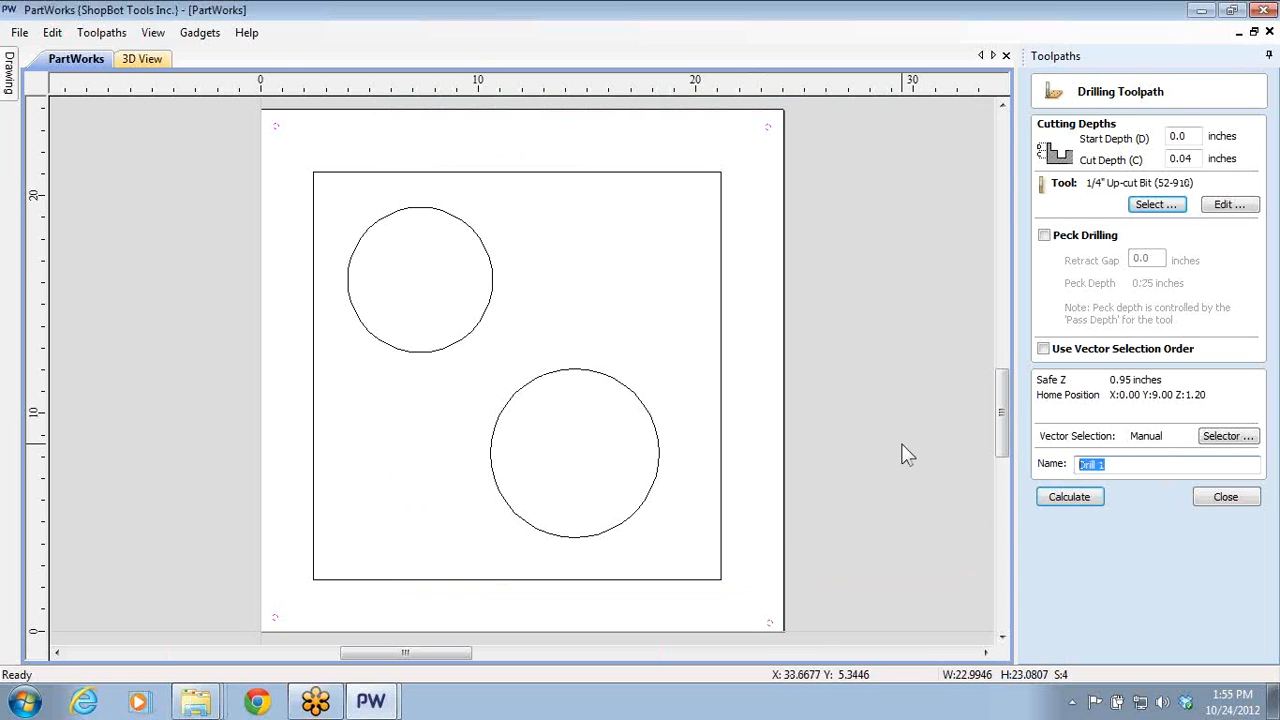 PW PartWorks {ShopBot Tools Inc.} - [PartWorks]
File Edit Toolpaths View Gadgets Help
Drawing
PartWorks 3D View
Toolpaths
0 10 20 30
20
10
0
Drilling Toolpath
Cutting Depths
Start Depth (D) 0.0 inches
Cut Depth (C) 0.04 inches
Tool: 1/4" Up-cut Bit (52-910)
Select ... Edit ...
Peck Drilling
Retract Gap 0.0 inches
Peck Depth 0.25 inches
Note: Peck depth is controlled by the
'Pass Depth' for the tool
Use Vector Selection Order
Safe Z 0.95 inches
Home Position X:0.00 Y:9.00 Z:1.20
Vector Selection: Manual Selector ...
Name: Drill 1
Calculate Close
Ready X: 33.6677 Y: 5.3446 W:22.9946 H:23.0807 S:4
PW
1:55 PM
10/24/2012